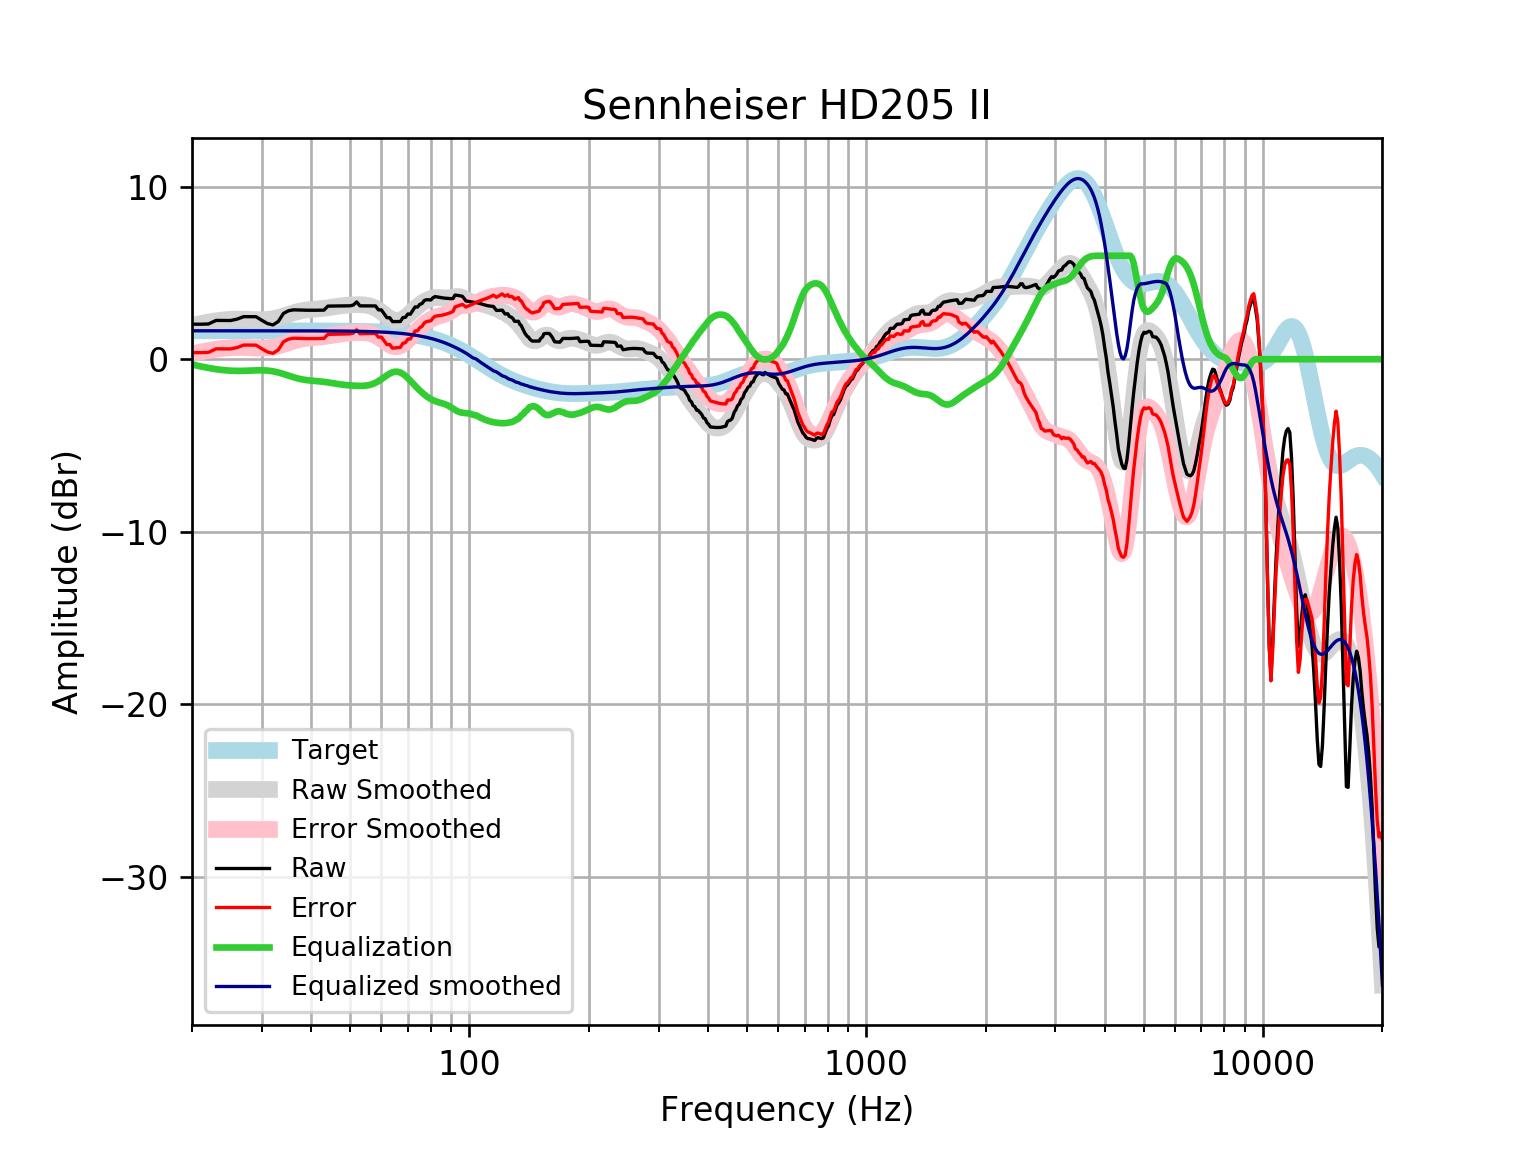 Sennheiser HD205 II
10
0
−10
−20
−30
Amplitude (dBr)
Target
Raw Smoothed
Error Smoothed
Raw
Error
Equalization
Equalized smoothed
100
1000
10000
Frequency (Hz)